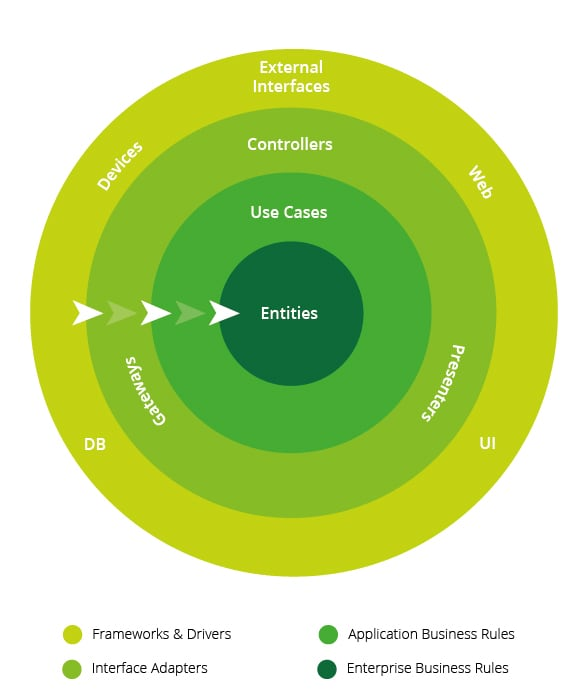 External
Interfaces
Devices
Web
Controllers
Use Cases
Entities
Gateways
Presenters
DB
UI
Frameworks & Drivers
Application Business Rules
Interface Adapters
Enterprise Business Rules